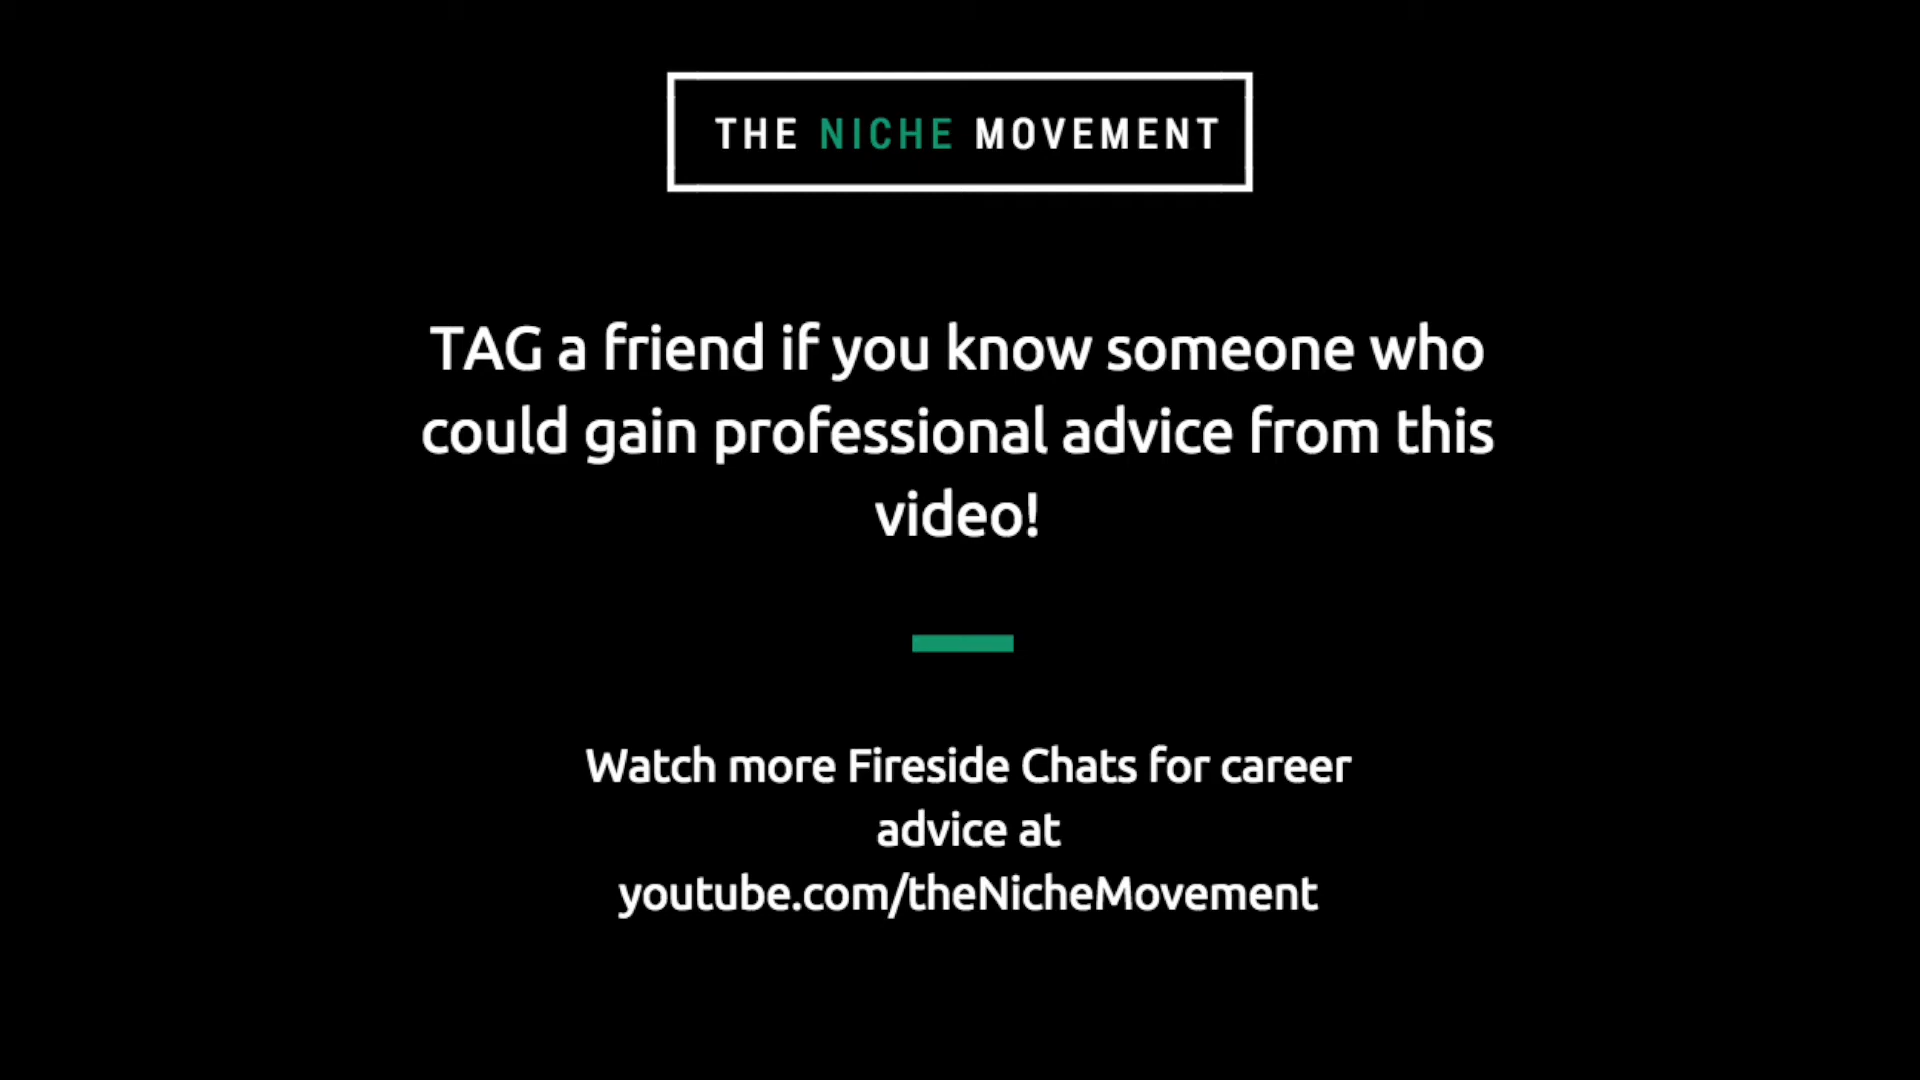 THE NICHE MOVEMENT
TAG a friend if you know someone who
could gain professional advice from this
video!
Watch more Fireside Chats for career
advice at
youtube.com/theNicheMovement